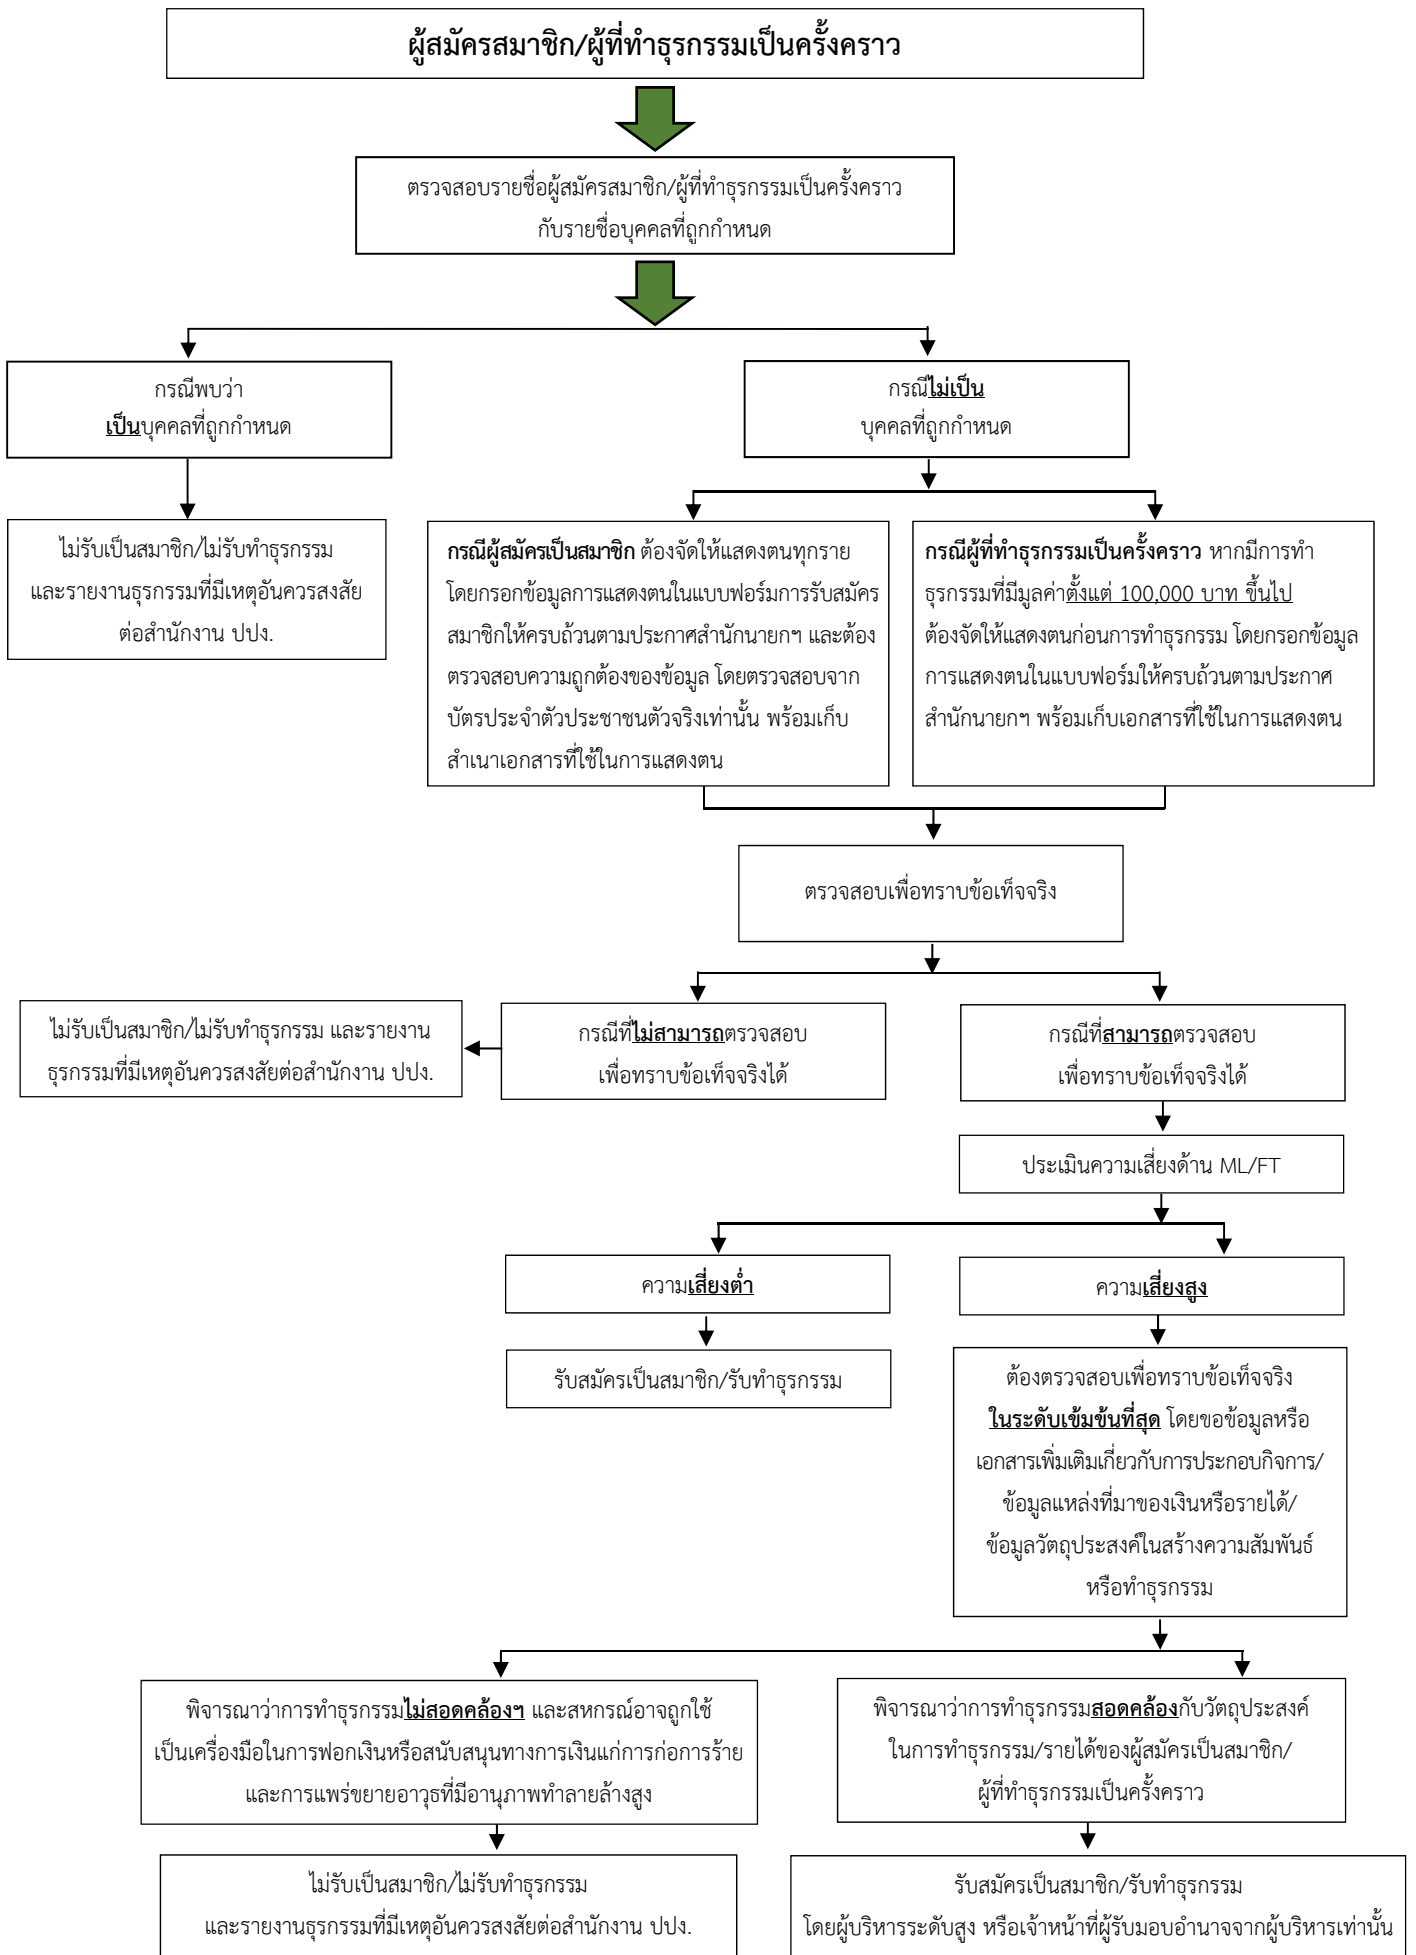 ผู้สมัครสมาชิก/ผู้ที่ทำธุรกรรมเป็นครั้งคราว
ตรวจสอบรายชื่อผู้สมัครสมาชิก/ผู้ที่ทำธุรกรรมเป็นครั้งคราว
กับรายชื่อบุคคลที่ถูกกำหนด
กรณีพบว่า
เป็นบุคคลที่ถูกกำหนด
กรณีไม่เป็น
บุคคลที่ถูกกำหนด
ไม่รับเป็นสมาชิก/ไม่รับทำธุรกรรม
และรายงานธุรกรรมที่มีเหตุอันควรสงสัย
ต่อสำนักงาน ปปง.
กรณีผู้สมัครเป็นสมาชิก ต้องจัดให้แสดงตนทุกราย
โดยกรอกข้อมูลการแสดงตนในแบบฟอร์มการรับสมัคร
สมาชิกให้ครบถ้วนตามประกาศสำนักนายกฯ และต้อง
ตรวจสอบความถูกต้องของข้อมูล โดยตรวจสอบจาก
บัตรประจำตัวประชาชนตัวจริงเท่านั้น พร้อมเก็บ
สำเนาเอกสารที่ใช้ในการแสดงตน
กรณีผู้ที่ทำธุรกรรมเป็นครั้งคราว หากมีการทำ
ธุรกรรมที่มีมูลค่าตั้งแต่ 100,000 บาท ขึ้นไป
ต้องจัดให้แสดงตนก่อนการทำธุรกรรม โดยกรอกข้อมูล
การแสดงตนในแบบฟอร์มให้ครบถ้วนตามประกาศ
สำนักนายกฯ พร้อมเก็บเอกสารที่ใช้ในการแสดงตน
ตรวจสอบเพื่อทราบข้อเท็จจริง
ไม่รับเป็นสมาชิก/ไม่รับทำธุรกรรม และรายงาน
ธุรกรรมที่มีเหตุอันควรสงสัยต่อสำนักงาน ปปง.
กรณีที่ไม่สามารถตรวจสอบ
เพื่อทราบข้อเท็จจริงได้
กรณีที่สามารถตรวจสอบ
เพื่อทราบข้อเท็จจริงได้
ประเมินความเสี่ยงด้าน ML/FT
ความเสี่ยงต่ำ
ความเสี่ยงสูง
รับสมัครเป็นสมาชิก/รับทำธุรกรรม
ต้องตรวจสอบเพื่อทราบข้อเท็จจริง
ในระดับเข้มข้นที่สุด โดยขอข้อมูลหรือ
เอกสารเพิ่มเติมเกี่ยวกับการประกอบกิจการ/
ข้อมูลแหล่งที่มาของเงินหรือรายได้/
ข้อมูลวัตถุประสงค์ในสร้างความสัมพันธ์
หรือทำธุรกรรม
พิจารณาว่าการทำธุรกรรมไม่สอดคล้องฯ และสหกรณ์อาจถูกใช้
เป็นเครื่องมือในการฟอกเงินหรือสนับสนุนทางการเงินแก่การก่อการร้าย
และการแพร่ขยายอาวุธที่มีอานุภาพทำลายล้างสูง
พิจารณาว่าการทำธุรกรรมสอดคล้องกับวัตถุประสงค์
ในการทำธุรกรรม/รายได้ของผู้สมัครเป็นสมาชิก/
ผู้ที่ทำธุรกรรมเป็นครั้งคราว
ไม่รับเป็นสมาชิก/ไม่รับทำธุรกรรม
และรายงานธุรกรรมที่มีเหตุอันควรสงสัยต่อสำนักงาน ปปง.
รับสมัครเป็นสมาชิก/รับทำธุรกรรม
โดยผู้บริหารระดับสูง หรือเจ้าหน้าที่ผู้รับมอบอำนาจจากผู้บริหารเท่านั้น